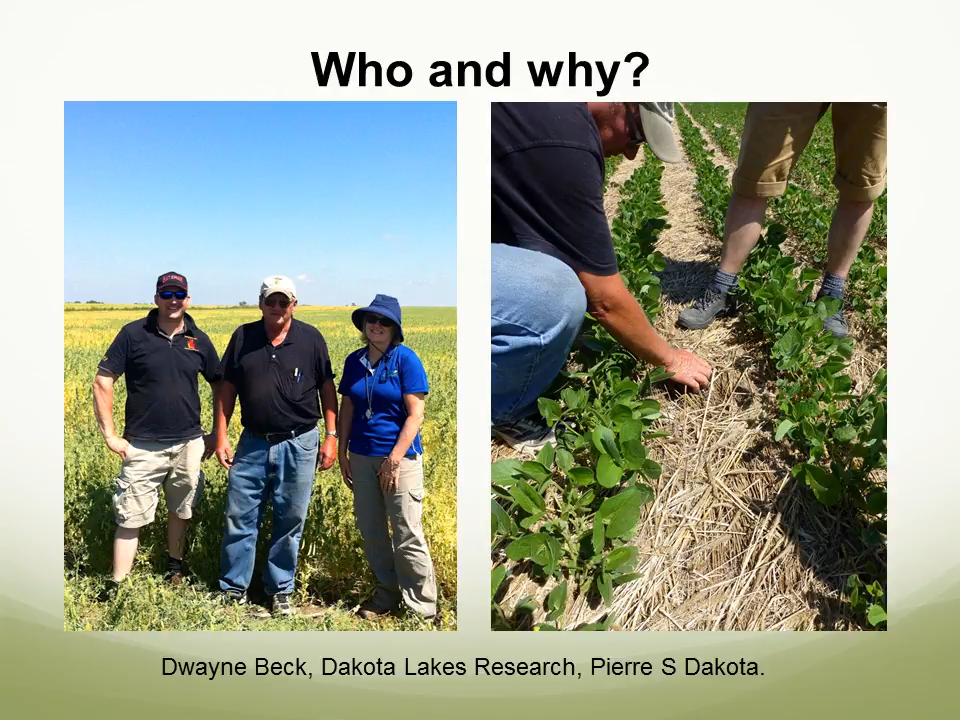 Who and why?
Dwayne Beck, Dakota Lakes Research, Pierre S Dakota.